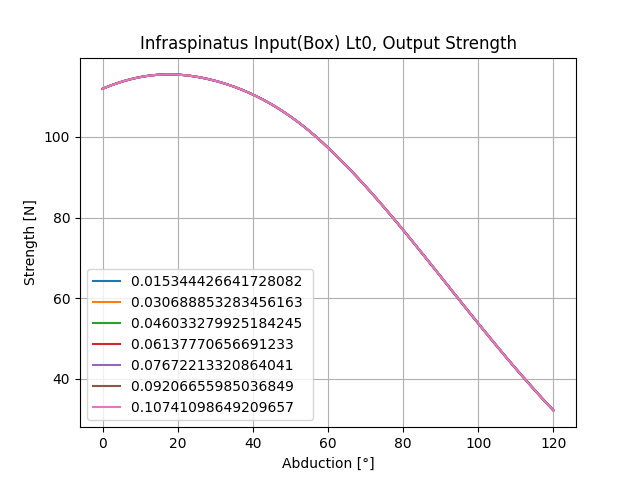 Infraspinatus Input(Box) Lt0, Output Strength
Strength [N]
100
80
60
40
0.015344426641728082
0.030688853283456163
0.046033279925184245
0.06137770656691233
0.07672213320864041
0.09206655985036849
0.10741098649209657
0 20 40 60 80 100 120
Abduction [°]